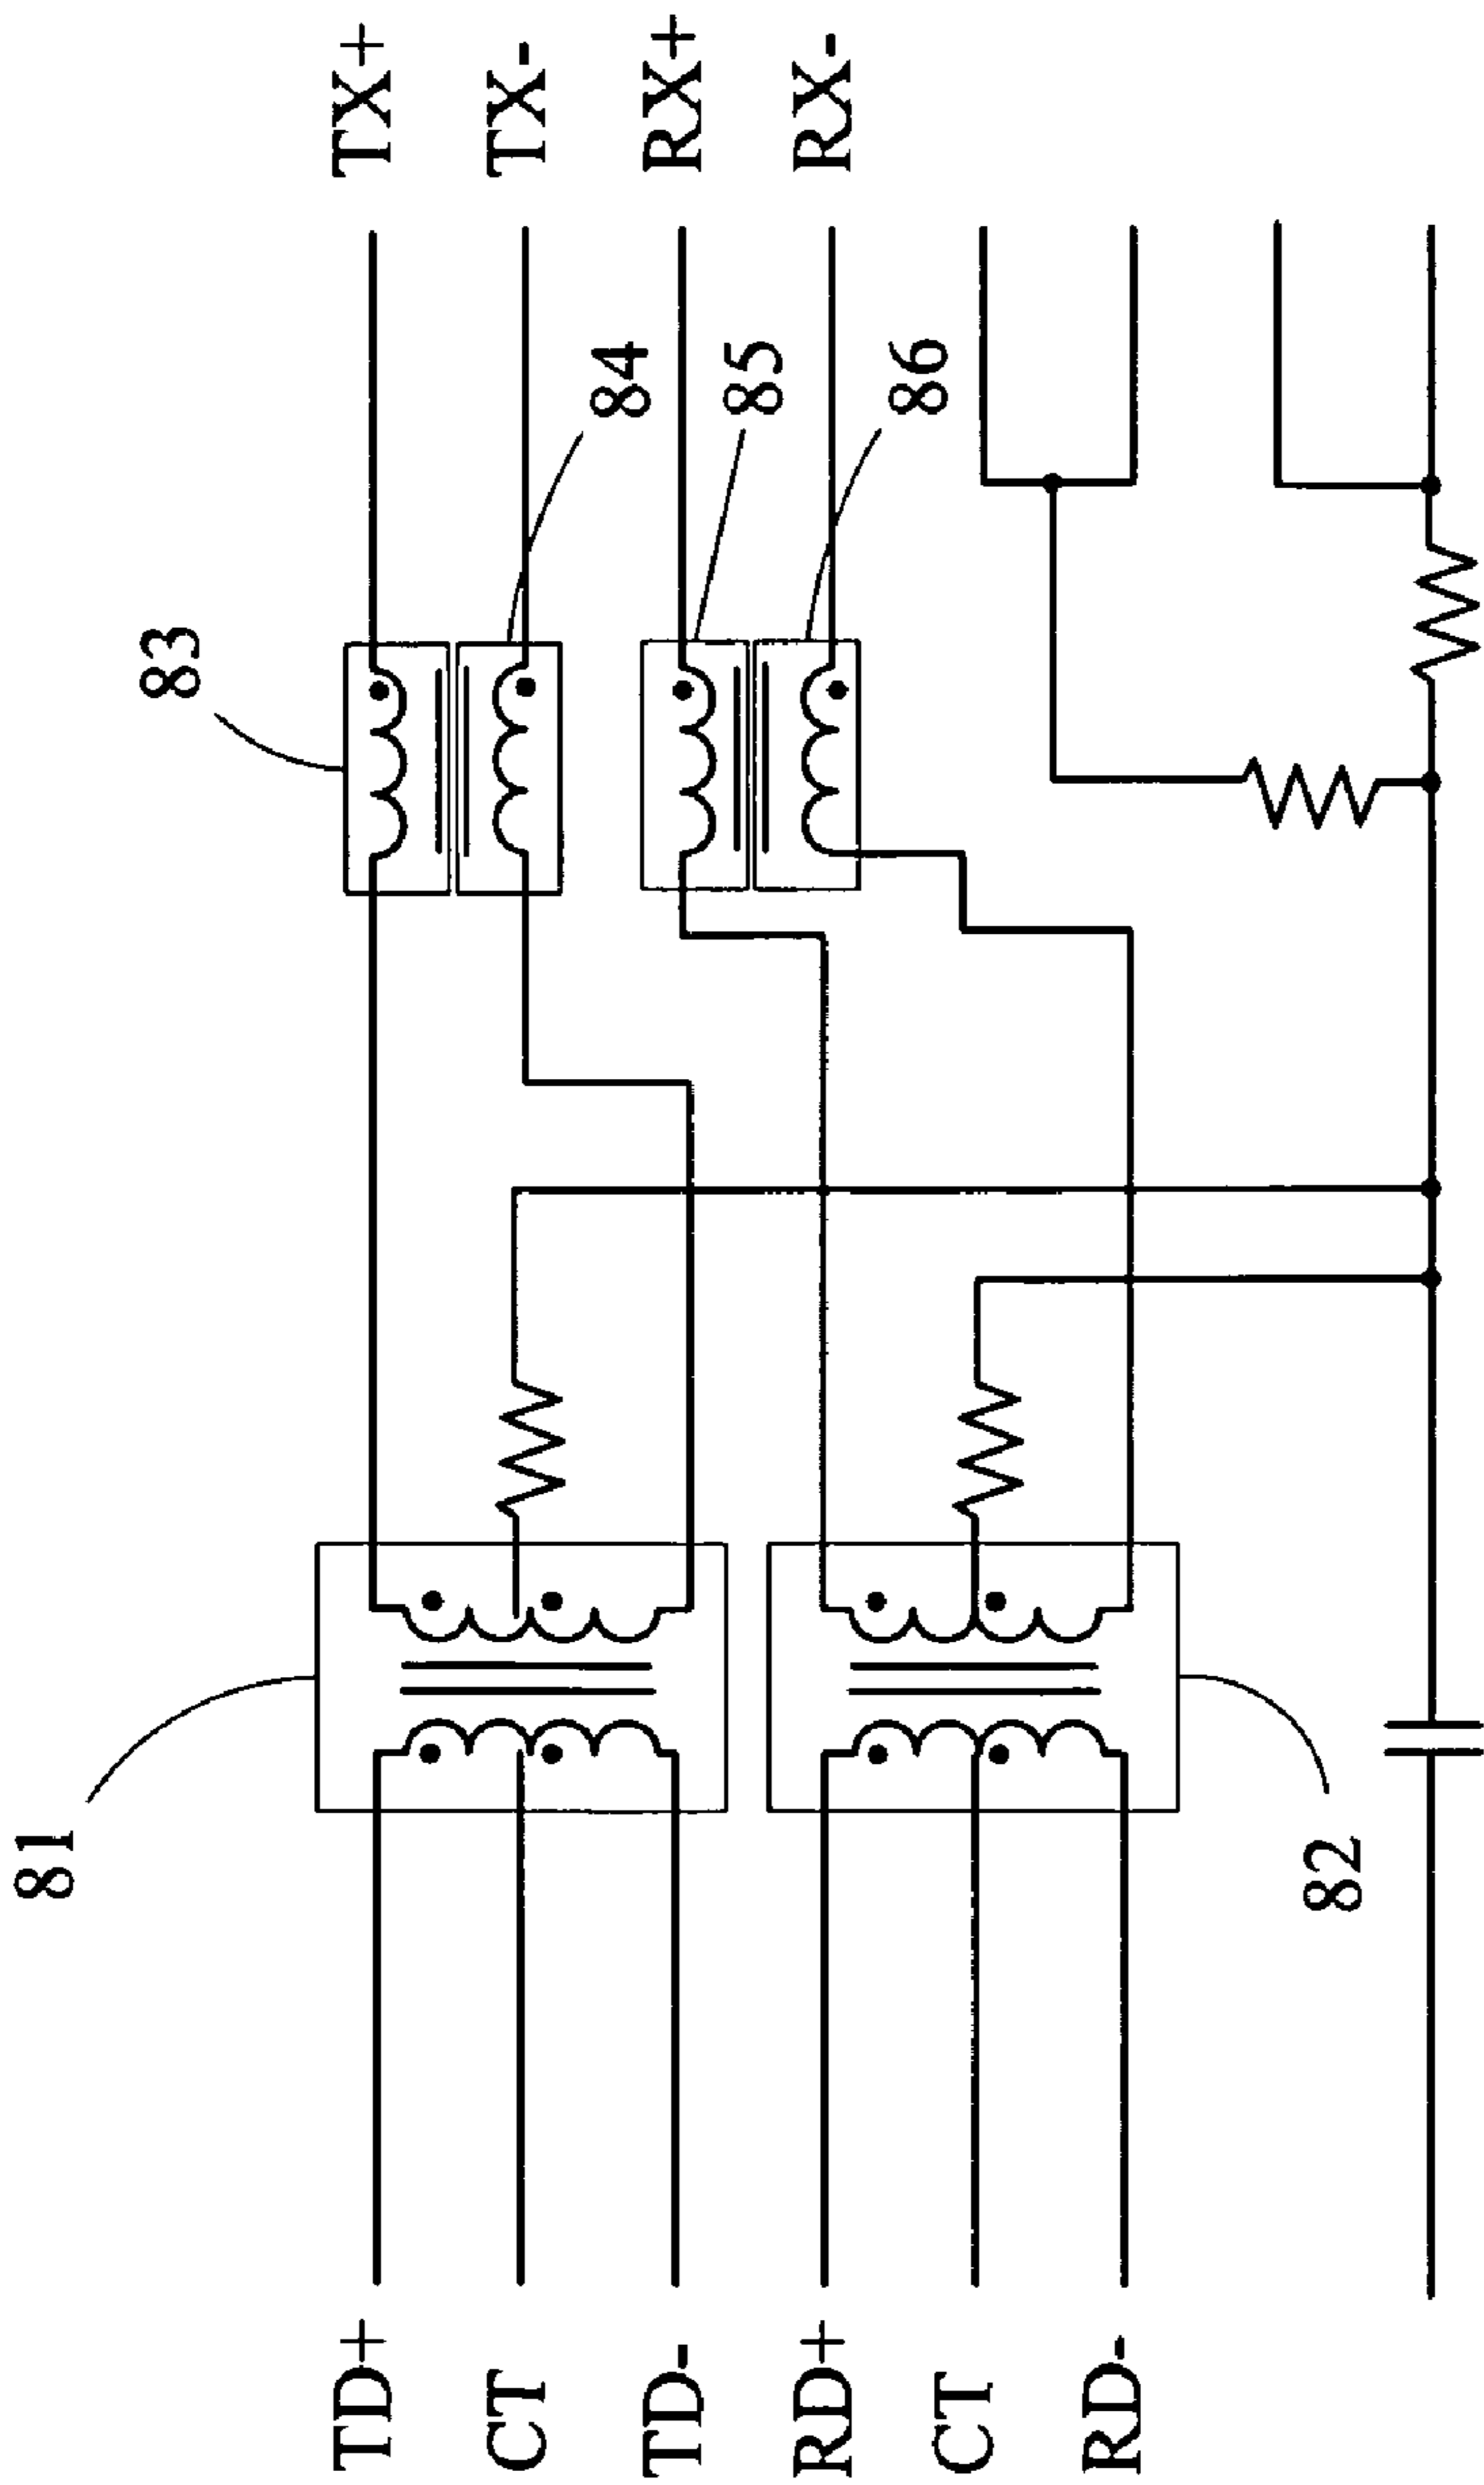 TX+
TX-
RX+
RX-
83
84
85
86
81
82
TD+
CT
TD-
RD+
CT
RD-